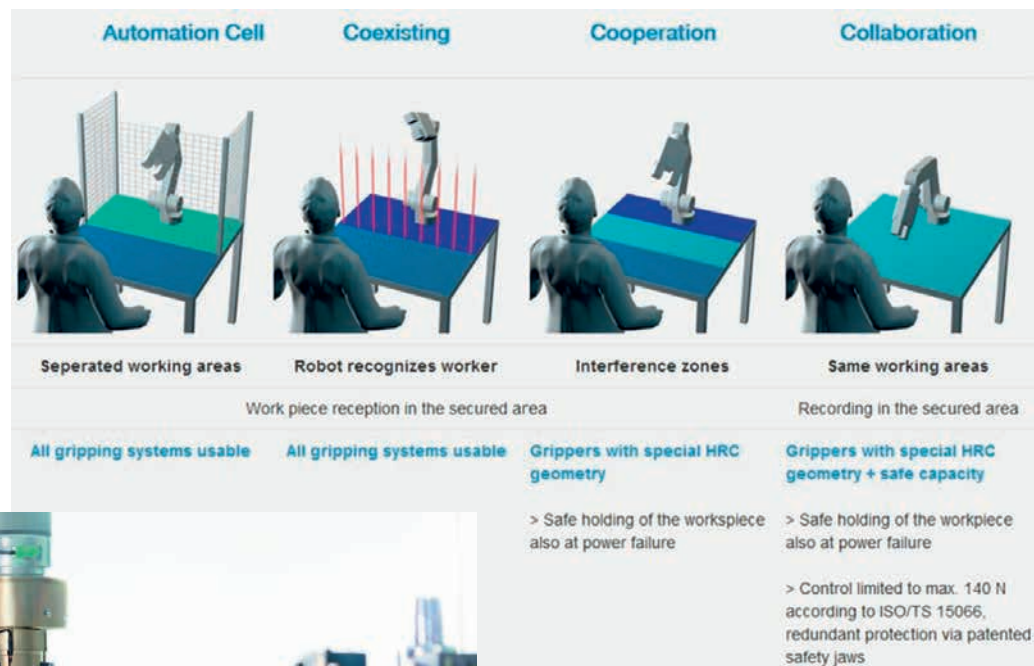 Automation Cell
Coexisting
Cooperation
Collaboration
Seperated working areas
Robot recognizes worker
Interference zones
Same working areas
Work piece reception in the secured area
Recording in the secured area
All gripping systems usable
All gripping systems usable
Grippers with special HRC
geometry
> Safe holding of the workspiece
also at power failure
Grippers with special HRC
geometry + safe capacity
> Safe holding of the workpiece
also at power failure
> Control limited to max. 140 N
according to ISO/TS 15066,
redundant protection via patented
safety jaws